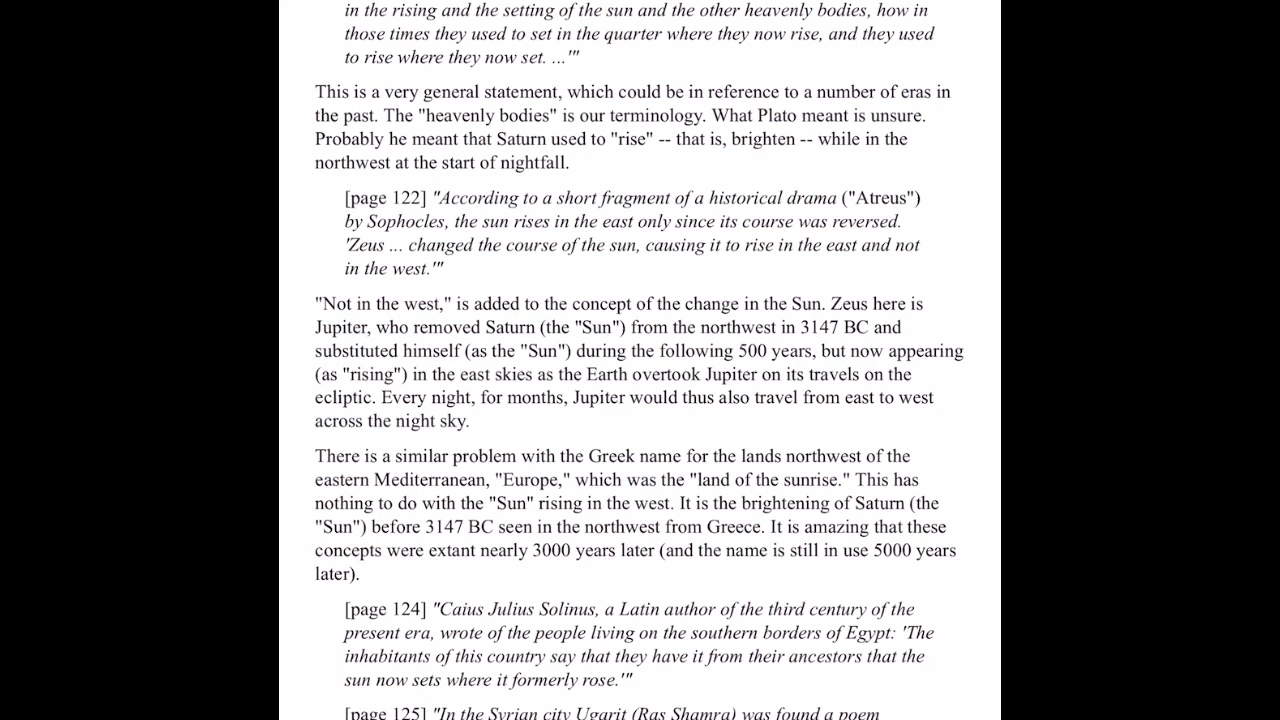 in the rising and the setting of the sun and the other heavenly bodies, how in
those times they used to set in the quarter where they now rise, and they used
to rise where they now set. ...'"
This is a very general statement, which could be in reference to a number of eras in
the past. The "heavenly bodies" is our terminology. What Plato meant is unsure.
Probably he meant that Saturn used to "rise" -- that is, brighten -- while in the
northwest at the start of nightfall.
[page 122] "According to a short fragment of a historical drama ("Atreus")
by Sophocles, the sun rises in the east only since its course was reversed.
'Zeus ... changed the course of the sun, causing it to rise in the east and not
in the west.'"
"Not in the west," is added to the concept of the change in the Sun. Zeus here is
Jupiter, who removed Saturn (the "Sun") from the northwest in 3147 BC and
substituted himself (as the "Sun") during the following 500 years, but now appearing
(as "rising") in the east skies as the Earth overtook Jupiter on its travels on the
ecliptic. Every night, for months, Jupiter would thus also travel from east to west
across the night sky.
There is a similar problem with the Greek name for the lands northwest of the
eastern Mediterranean, "Europe," which was the "land of the sunrise." This has
nothing to do with the "Sun" rising in the west. It is the brightening of Saturn (the
"Sun") before 3147 BC seen in the northwest from Greece. It is amazing that these
concepts were extant nearly 3000 years later (and the name is still in use 5000 years
later).
[page 124] "Caius Julius Solinus, a Latin author of the third century of the
present era, wrote of the people living on the southern borders of Egypt: 'The
inhabitants of this country say that they have it from their ancestors that the
sun now sets where it formerly rose.'"
[page 125] "In the Syrian city Ugarit (Ras Shamra) was found a poem